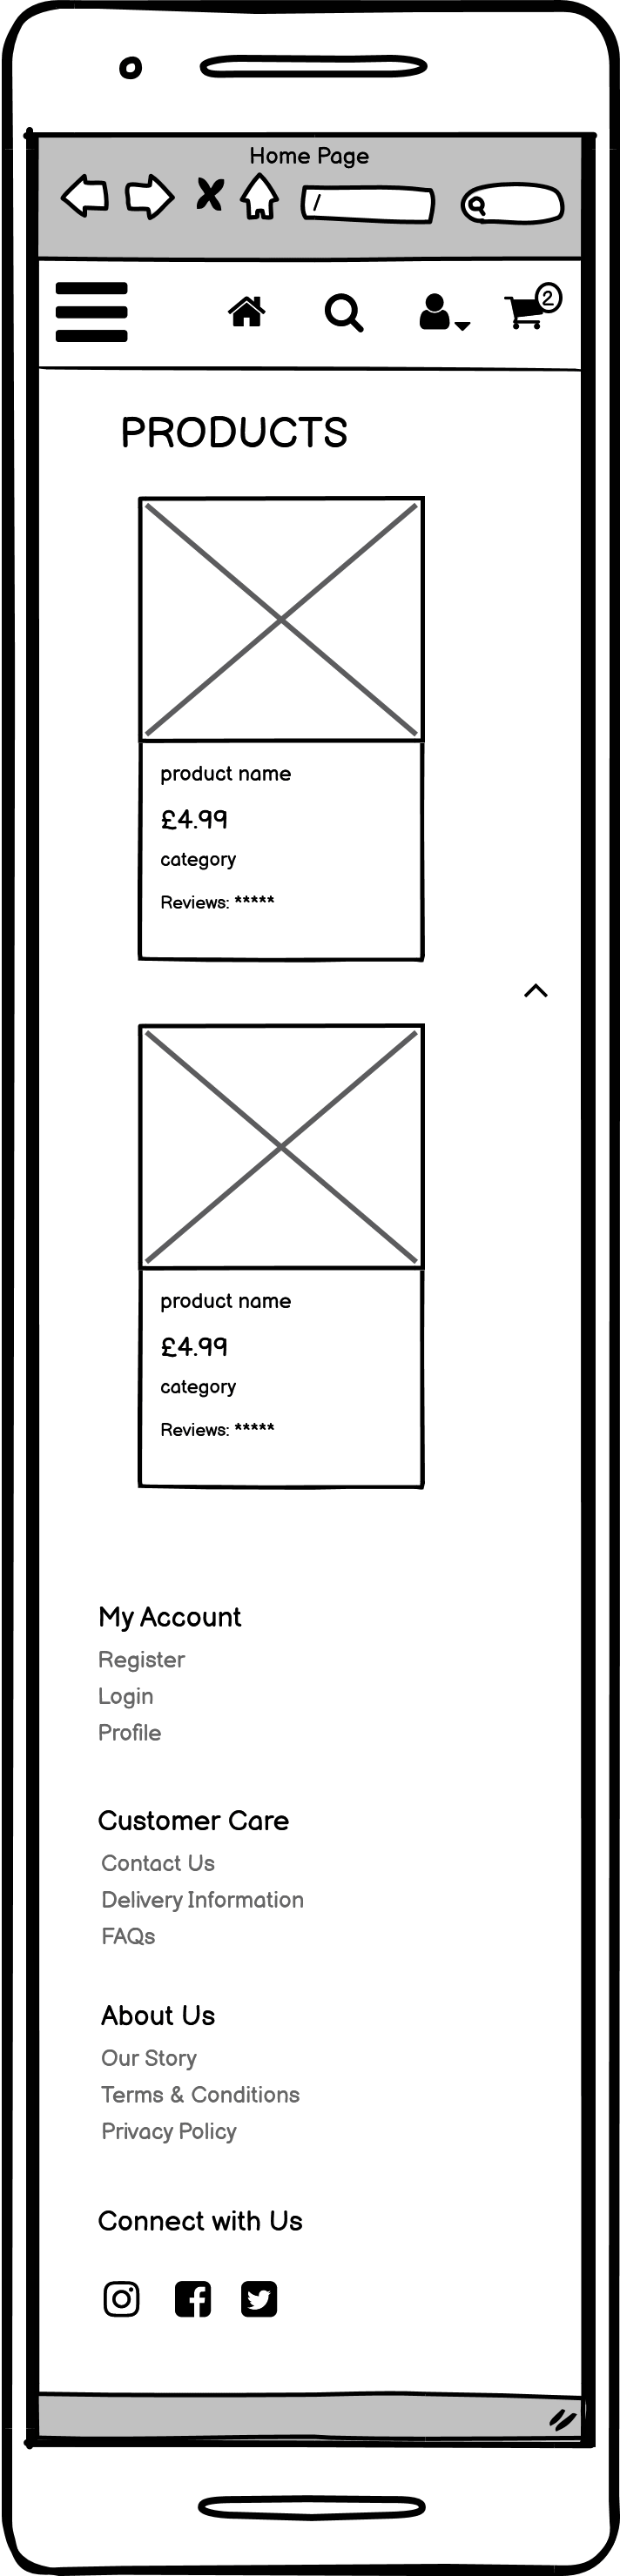 Home Page
/
2
PRODUCTS
product name
£4.99
category
Reviews: *****
product name
£4.99
category
Reviews: *****
My Account
Register
Login
Profile
Customer Care
Contact Us
Delivery Information
FAQs
About Us
Our Story
Terms & Conditions
Privacy Policy
Connect with Us